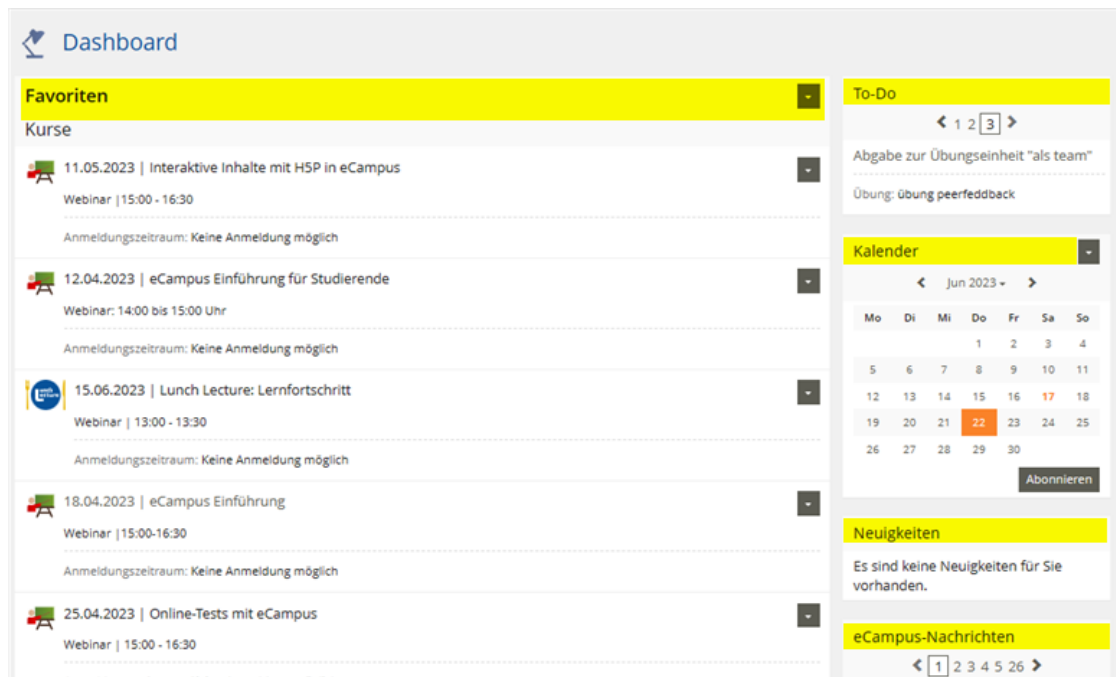 Dashboard
Favoriten
Kurse
11.05.2023 | Interaktive Inhalte mit H5P in eCampus
Webinar |15:00 - 16:30
Anmeldungszeitraum: Keine Anmeldung möglich
12.04.2023 | eCampus Einführung für Studierende
Webinar: 14:00 bis 15:00 Uhr
Anmeldungszeitraum: Keine Anmeldung möglich
15.06.2023 | Lunch Lecture: Lernfortschritt
Webinar | 13:00 - 13:30
Anmeldungszeitraum: Keine Anmeldung möglich
18.04.2023 | eCampus Einführung
Webinar |15:00-16:30
Anmeldungszeitraum: Keine Anmeldung möglich
25.04.2023 | Online-Tests mit eCampus
Webinar | 15:00 - 16:30
To-Do
1 2 3
Abgabe zur Übungseinheit "als team"
Übung: übung peerfeddback
Kalender
Jun 2023
Mo Di Mi Do Fr Sa So
1 2 3 4
5 6 7 8 9 10 11
12 13 14 15 16 17 18
19 20 21 22 23 24 25
26 27 28 29 30
Abonnieren
Neuigkeiten
Es sind keine Neuigkeiten für Sie
vorhanden.
eCampus-Nachrichten
1 2 3 4 5 26